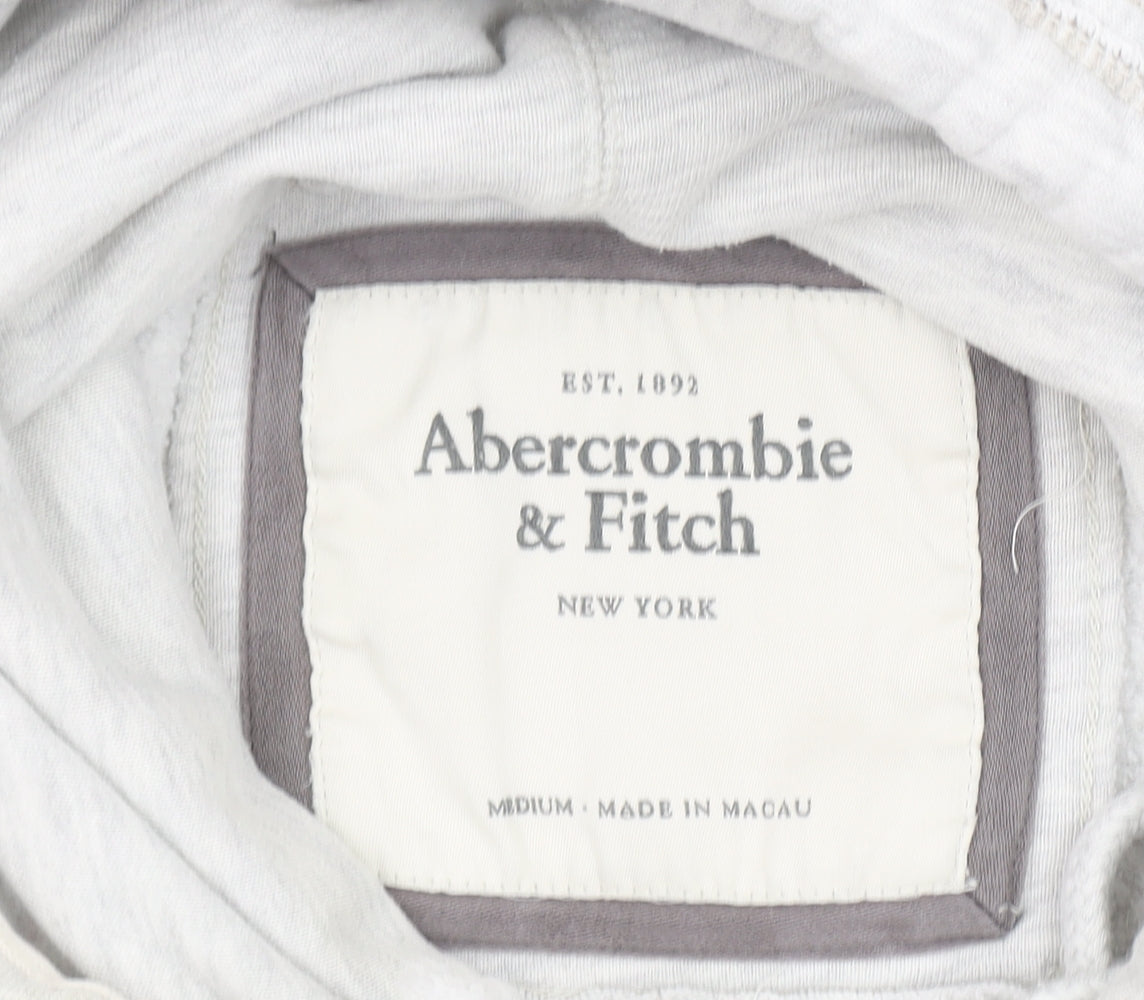 EST. 1892
Abercrombie
& Fitch
NEW YORK
MEDIUM · MADE IN MACAU